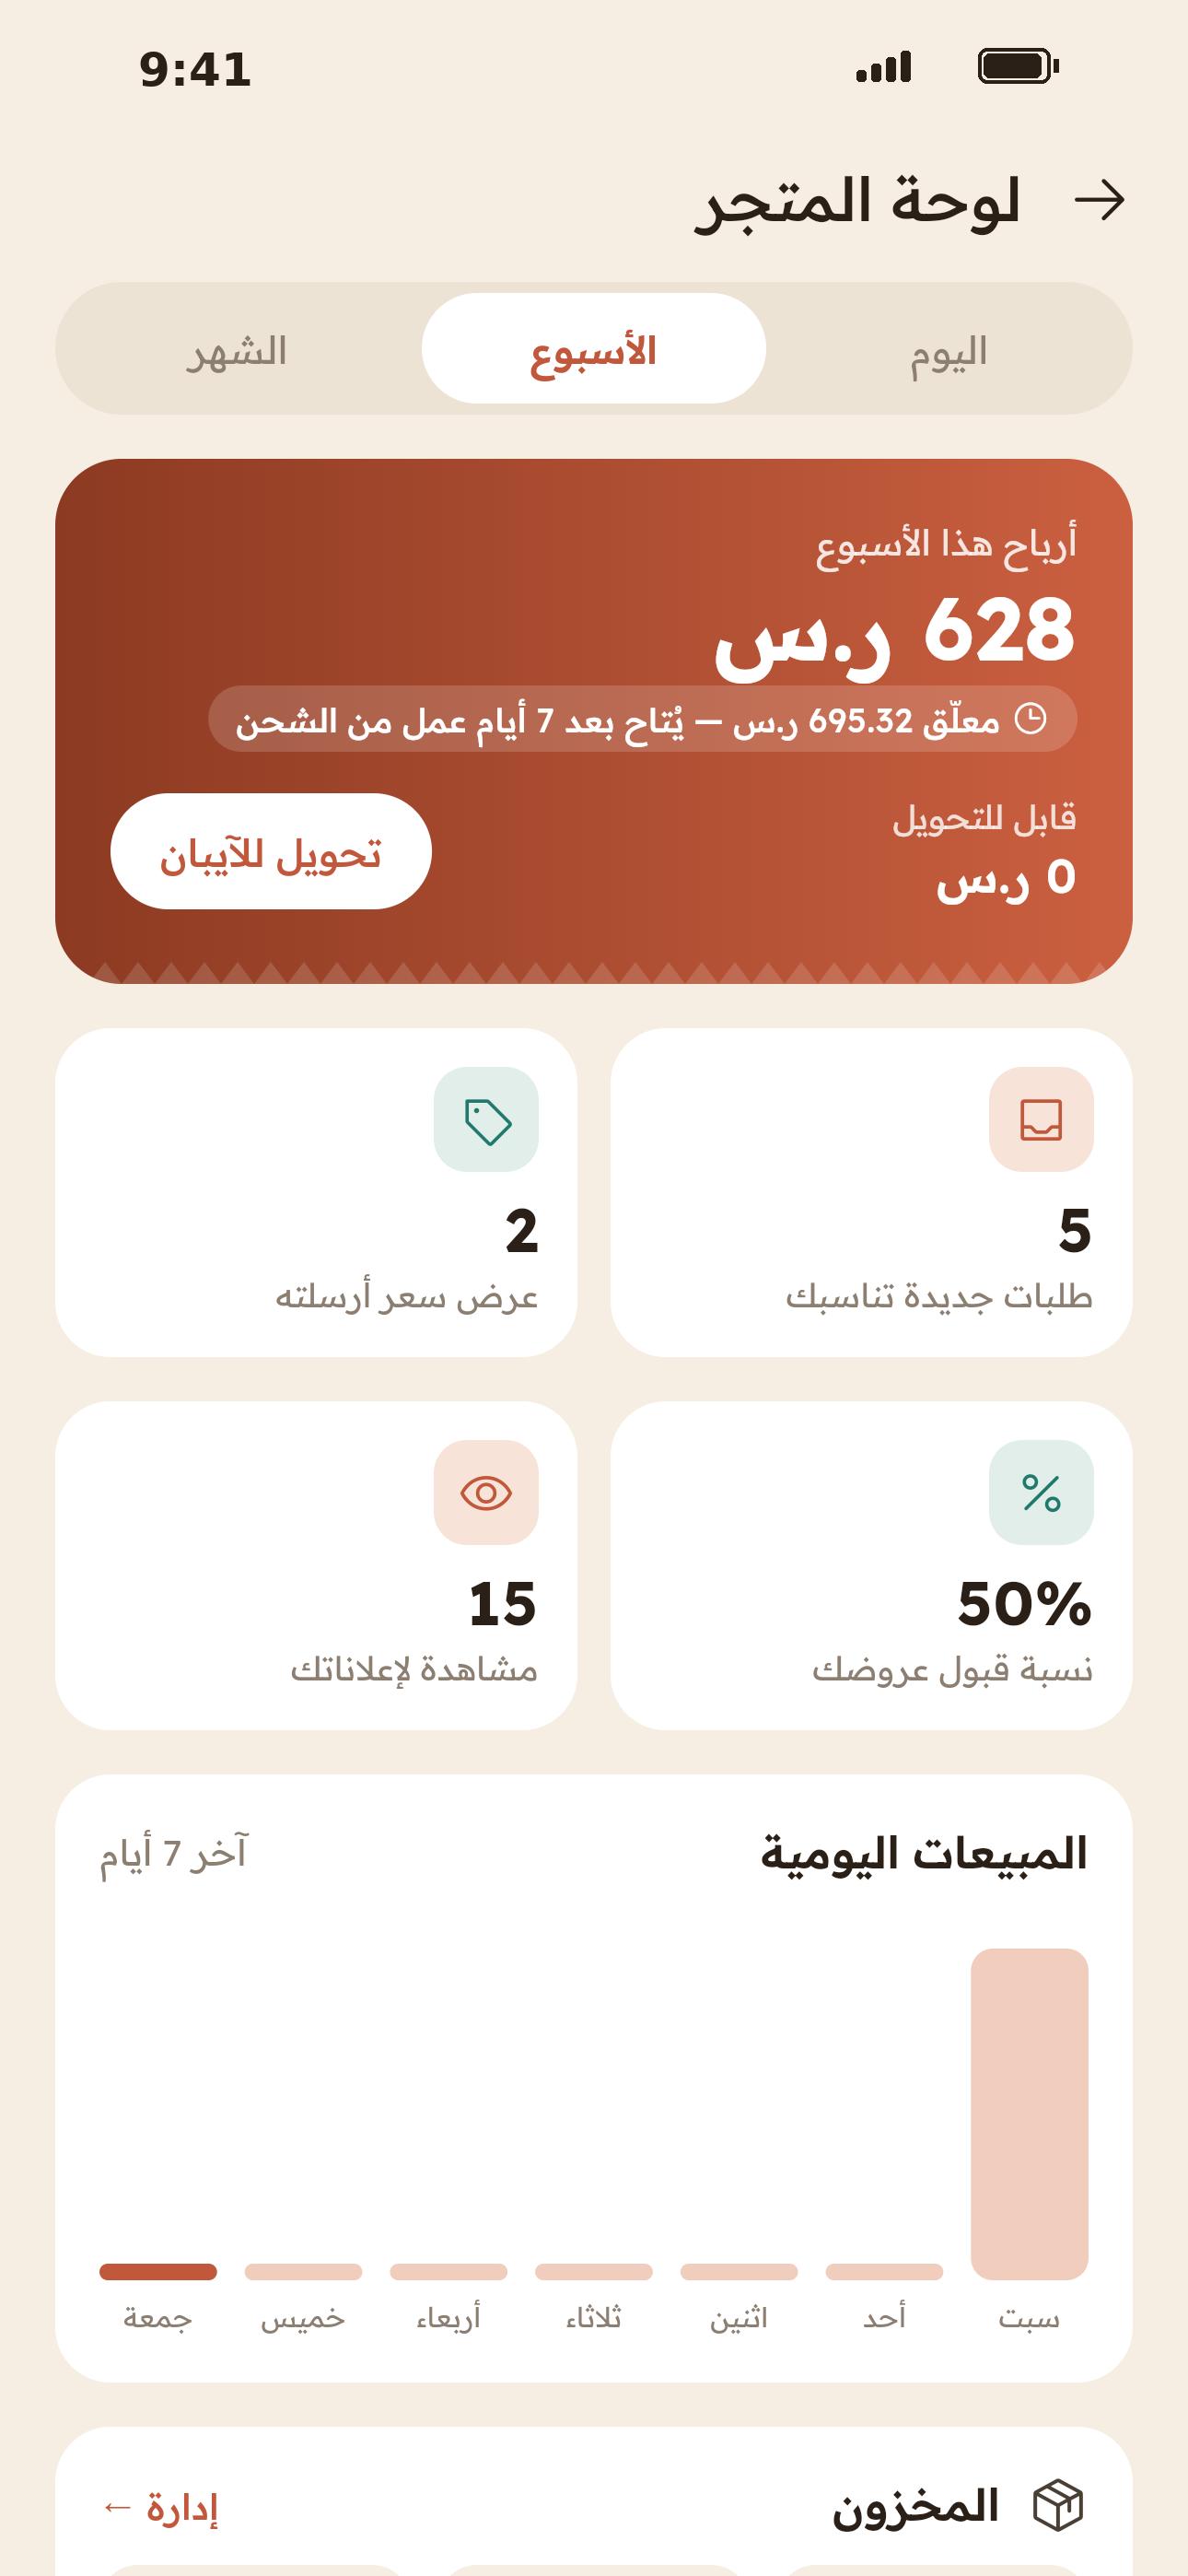 9:41
لوحة المتجر
اليوم
الأسبوع
الشهر
أرباح هذا الأسبوع
628 ر.س
معلّق 695.32 ر.س — يُتاح بعد 7 أيام عمل من الشحن
قابل للتحويل
0 ر.س
تحويل للآيبان
5
طلبات جديدة تناسبك
2
عرض سعر أرسلته
50%
نسبة قبول عروضك
15
مشاهدة لإعلاناتك
المبيعات اليومية
آخر 7 أيام
سبت
أحد
اثنين
ثلاثاء
أربعاء
خميس
جمعة
المخزون
إدارة ←